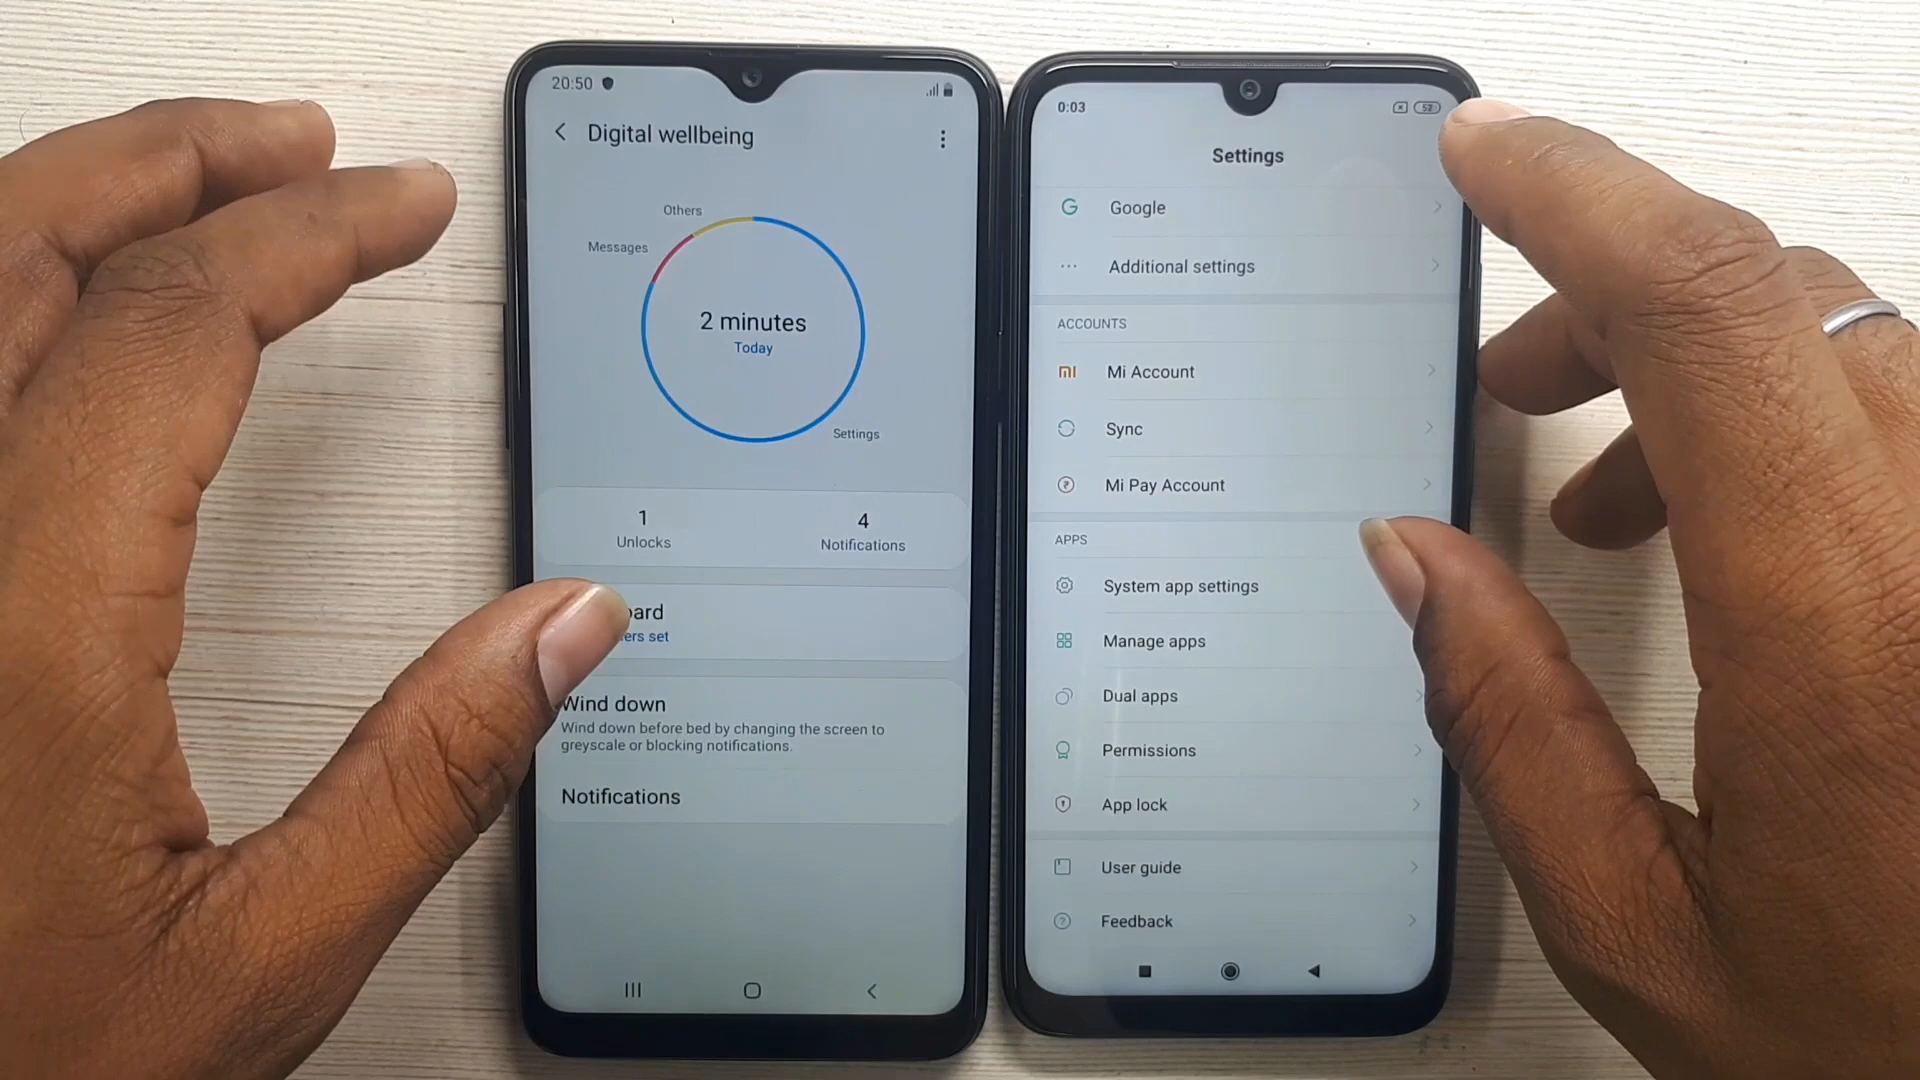 20:50
Digital wellbeing
Others
Messages
2 minutes
Today
Settings
1
Unlocks
4
Notifications
ard
ers set
Wind down
Wind down before bed by changing the screen to
greyscale or blocking notifications.
Notifications
0:03
52
Settings
Google
Additional settings
ACCOUNTS
Mi Account
Sync
Mi Pay Account
APPS
System app settings
Manage apps
Dual apps
Permissions
App lock
User guide
Feedback